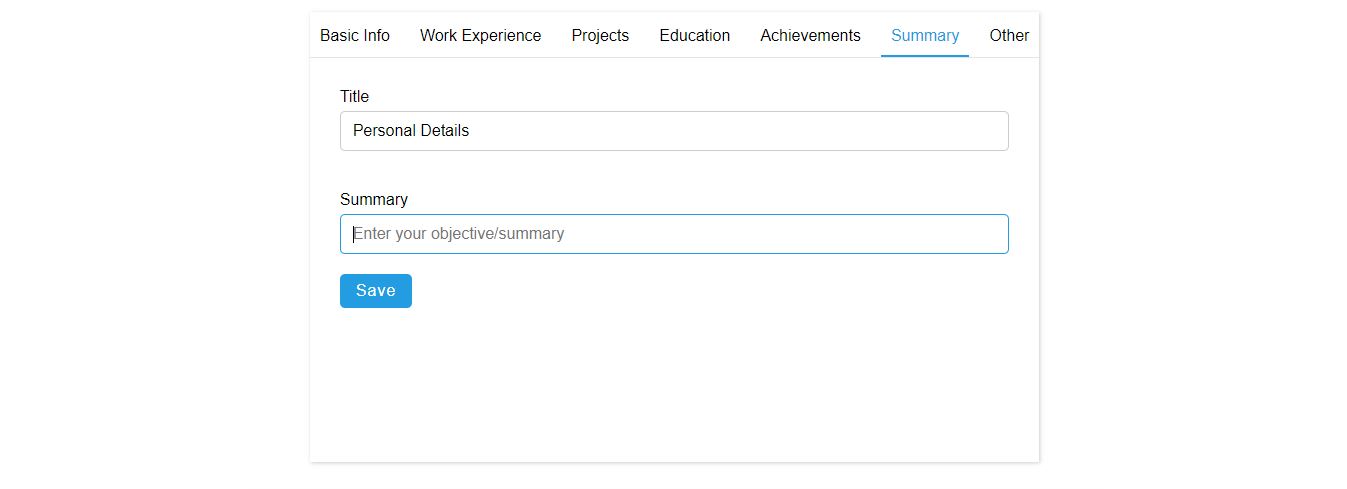 Basic Info Work Experience Projects Education Achievements Summary Other
Title
Personal Details
Summary
Enter your objective/summary
Save